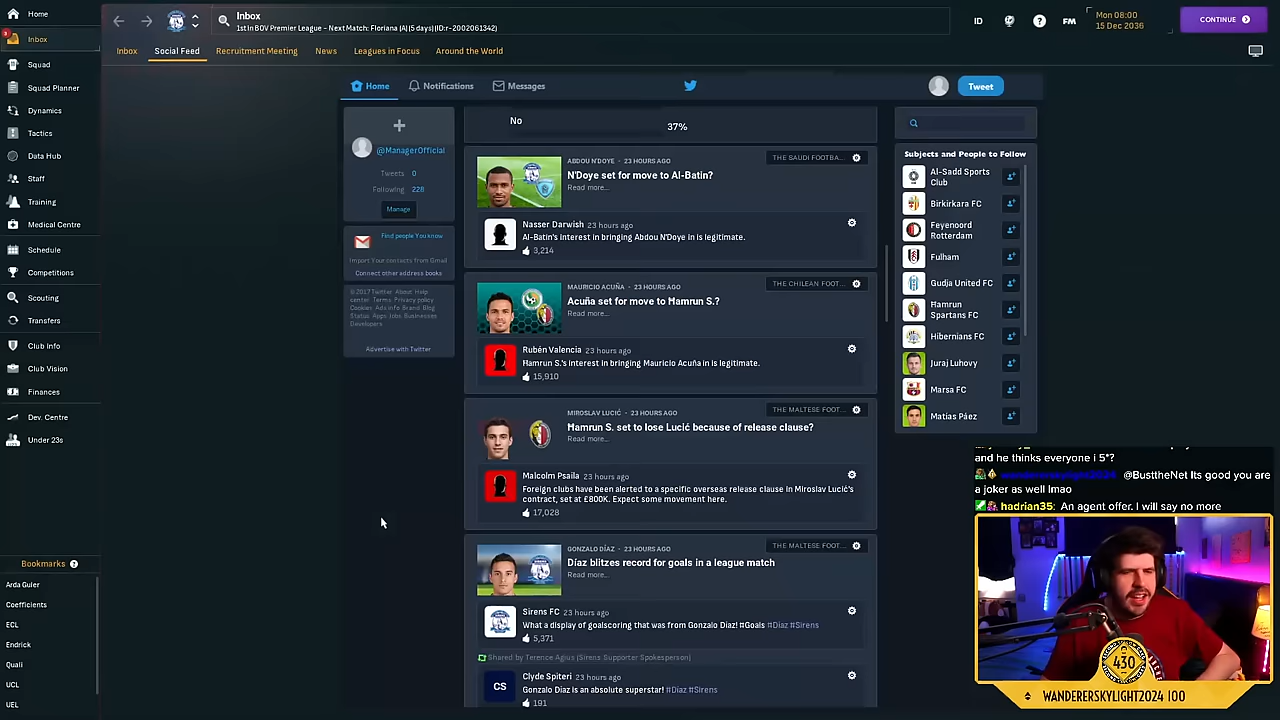 Home
Inbox
1st in BOV Premier League - Next Match: Floriana (A) (5 days) (ID:r-2002061342)
ID
FM
Mon 08:00
15 Dec 2036
CONTINUE
3
Inbox
Inbox
Social Feed
Recruitment Meeting
News
Leagues in Focus
Around the World
Squad
Squad Planner
Dynamics
Tactics
Data Hub
Staff
Training
Medical Centre
Schedule
Competitions
Scouting
Transfers
Club Info
Club Vision
Finances
Dev. Centre
Under 23s
Bookmarks
Arda Guler
Coefficients
ECL
Endrick
Quali
UCL
UEL
Home
Notifications
Messages
Tweet
@ManagerOfficial
Tweets 0
Following 228
Manage
Find people You know
Import Your contacts from Gmail
Connect other address books
© 2017 Twitter About Help
center Terms Privacy policy
Cookies Ads info Brand Blog
Status Apps Jobs Businesses
Developers
Advertise with Twitter
No
37%
ABDOU N'DOYE - 23 HOURS AGO
THE SAUDI FOOTBA...
N'Doye set for move to Al-Batin?
Read more...
Nasser Darwish 23 hours ago
Al-Batin's interest in bringing Abdou N'Doye in is legitimate.
3,214
MAURICIO ACUÑA - 23 HOURS AGO
THE CHILEAN FOOT...
Acuña set for move to Hamrun S.?
Read more...
Rubén Valencia 23 hours ago
Hamrun S.'s interest in bringing Mauricio Acuña in is legitimate.
15,910
MIROSLAV LUCIĆ - 23 HOURS AGO
THE MALTESE FOOT...
Hamrun S. set to lose Lucić because of release clause?
Read more...
Malcolm Psaila 23 hours ago
Foreign clubs have been alerted to a specific overseas release clause in Miroslav Lucić's
contract, set at £800K. Expect some movement here.
17,028
GONZALO DÍAZ - 23 HOURS AGO
THE MALTESE FOOT...
Díaz blitzes record for goals in a league match
Read more...
Sirens FC 23 hours ago
What a display of goalscoring that was from Gonzalo Díaz! #Goals #Díaz #Sirens
5,371
Shared by Terence Agius (Sirens Supporter Spokesperson)
CS
Clyde Spiteri 23 hours ago
Gonzalo Díaz is an absolute superstar! #Díaz #Sirens
191
Subjects and People to Follow
Al-Sadd Sports
Club
Birkirkara FC
Feyenoord
Rotterdam
Fulham
Gudja United FC
Hamrun
Spartans FC
Hibernians FC
Juraj Luhovy
Marsa FC
Matias Páez
and he thinks everyone i 5*?
wandererskylight2024 @BusttheNet Its good you are
a joker as well lmao
hadrian35: An agent offer. I will say no more
430
WANDERERSKYLIGHT2024 100